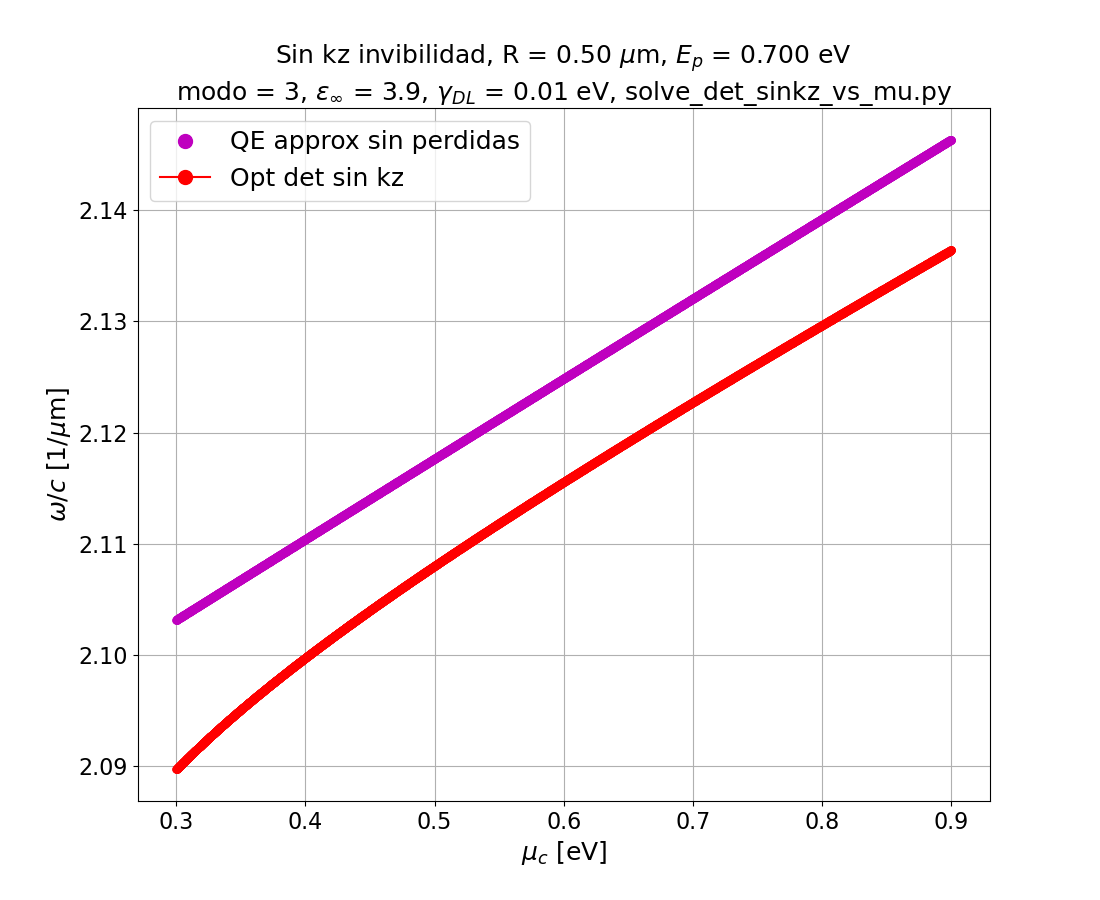 Sin kz invibilidad, R = 0.50 μm, E_p = 0.700 eV
modo = 3, ε_∞ = 3.9, γ_DL = 0.01 eV, solve_det_sinkz_vs_mu.py
QE approx sin perdidas
Opt det sin kz
2.14
2.13
2.12
2.11
2.10
2.09
ω/c [1/μm]
0.3 0.4 0.5 0.6 0.7 0.8 0.9
μ_c [eV]